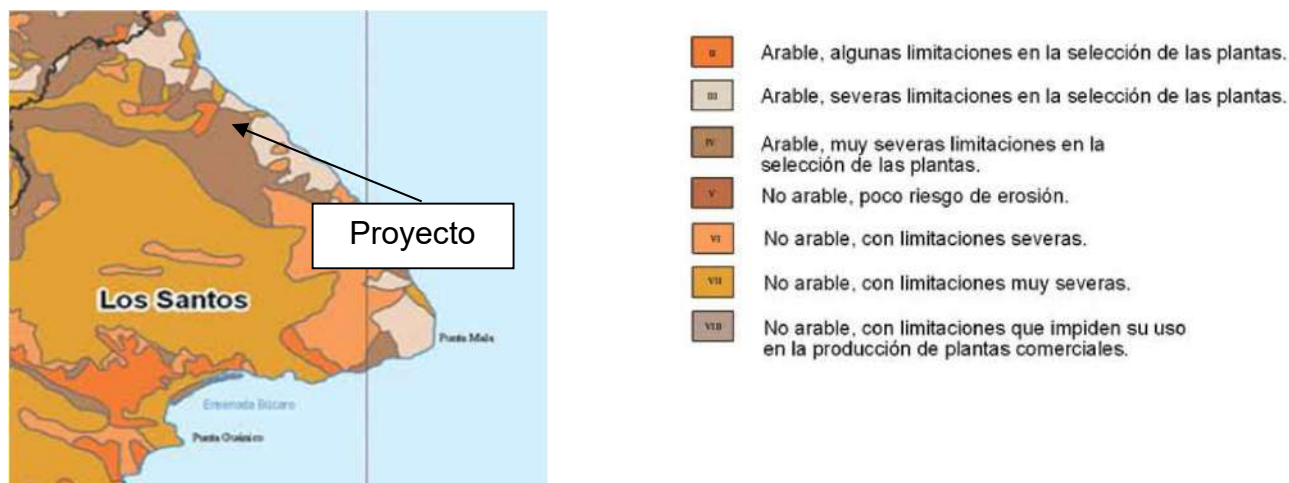 Proyecto
Los Santos
Punta Mala
Ensenada Búcaro
Punta Guánico
II
Arable, algunas limitaciones en la selección de las plantas.
III
Arable, severas limitaciones en la selección de las plantas.
IV
Arable, muy severas limitaciones en la
selección de las plantas.
V
No arable, poco riesgo de erosión.
VI
No arable, con limitaciones severas.
VII
No arable, con limitaciones muy severas.
VIII
No arable, con limitaciones que impiden su uso
en la producción de plantas comerciales.